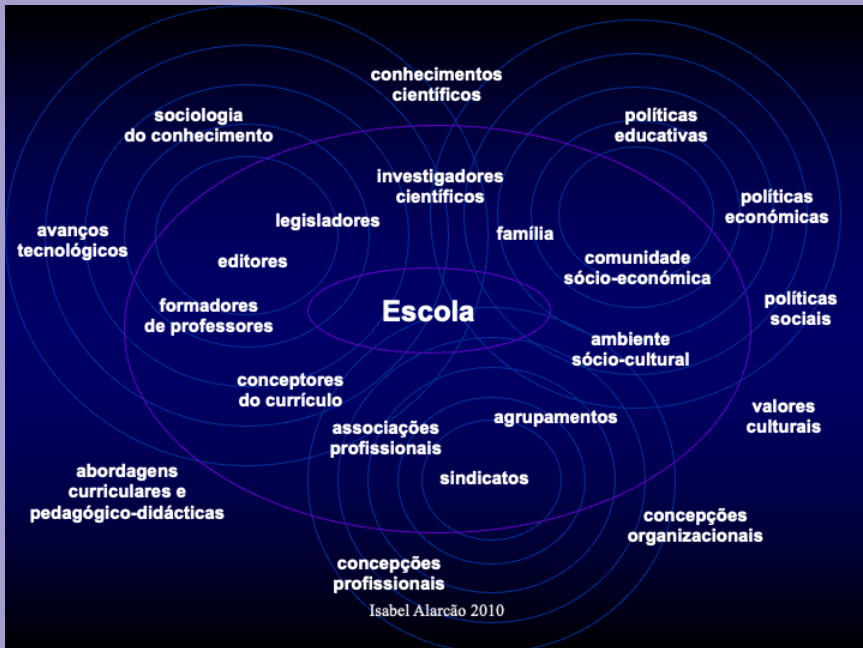 conhecimentos
científicos
sociologia
do conhecimento
políticas
educativas
investigadores
científicos
legisladores
políticas
económicas
família
avanços
tecnológicos
editores
comunidade
sócio-económica
formadores
de professores
Escola
políticas
sociais
ambiente
sócio-cultural
conceptores
do currículo
associações
profissionais
agrupamentos
valores
culturais
sindicatos
abordagens
curriculares e
pedagógico-didácticas
concepções
organizacionais
concepções
profissionais
Isabel Alarcão 2010